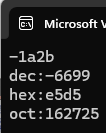 Microsoft V
-1a2b
dec:-6699
hex:e5d5
oct:162725